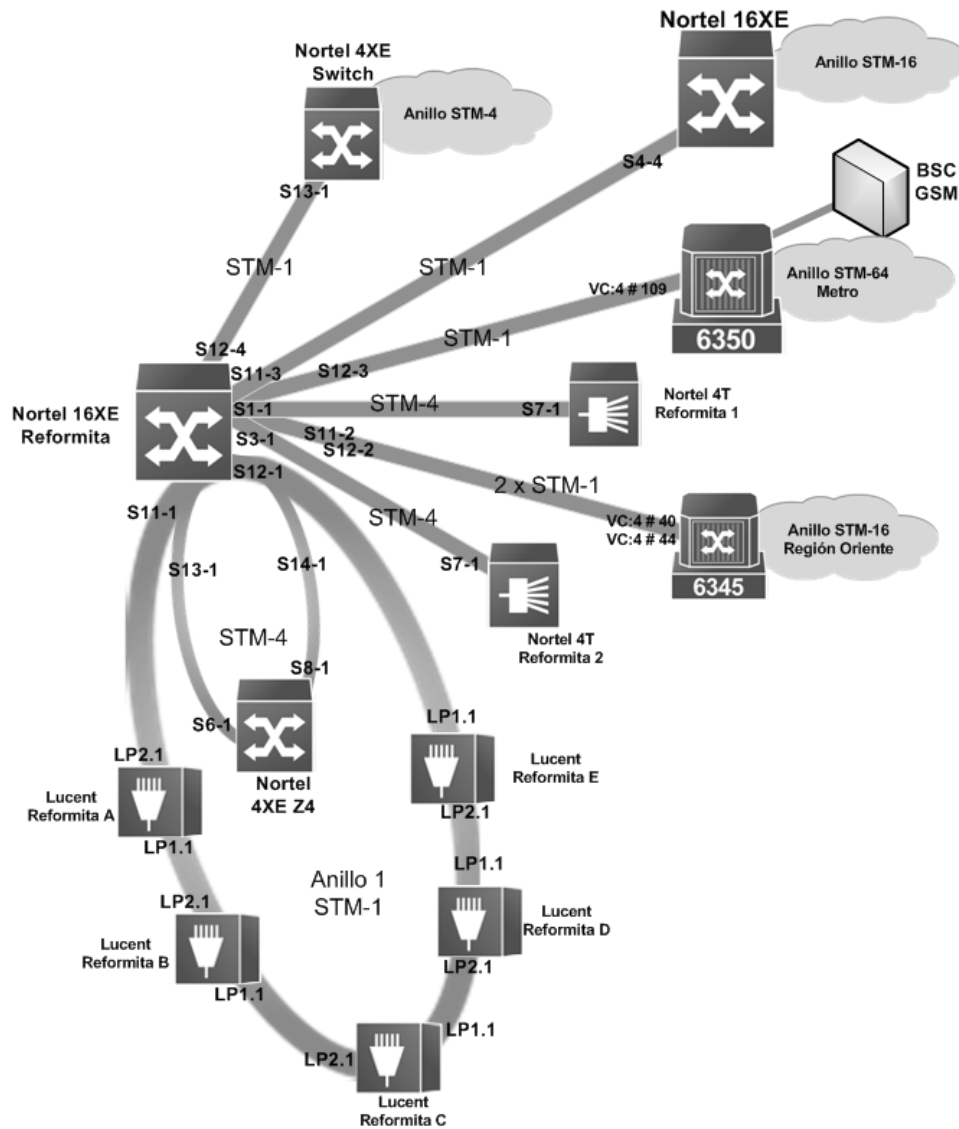 Nortel 16XE
Nortel 4XE
Switch
Anillo STM-16
Anillo STM-4
S4-4
BSC
GSM
S13-1
STM-1
STM-1
VC:4 # 109
Anillo STM-64
Metro
6350
STM-1
S12-4
S11-3
S12-3
Nortel 16XE
Reformita
S1-1
STM-4
S7-1
Nortel 4T
Reformita 1
S3-1
S11-2
S12-2
S12-1
2 x STM-1
S11-1
STM-4
VC:4 # 40
VC:4 # 44
Anillo STM-16
Región Oriente
6345
S13-1
S14-1
S7-1
Nortel 4T
Reformita 2
STM-4
S8-1
S6-1
Nortel
4XE Z4
LP1.1
Lucent
Reformita E
LP2.1
LP2.1
Lucent
Reformita A
LP1.1
Anillo 1
STM-1
LP1.1
Lucent
Reformita D
LP2.1
LP2.1
Lucent
Reformita B
LP1.1
LP1.1
LP2.1
Lucent
Reformita C